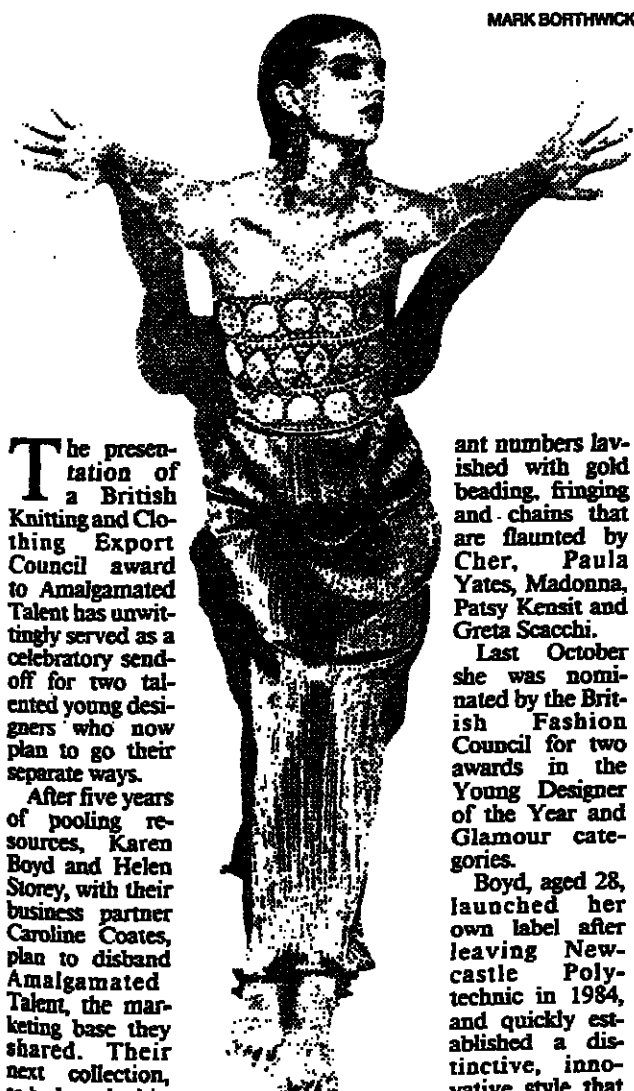 MARK BORTHWICK
The presen-
tation of
a British
Knitting and Clo-
thing Export
Council award
to Amalgamated
Talent has unwit-
tingly served as a
celebratory send-
off for two tal-
ented young desi-
gners who now
plan to go their
separate ways.
After five years
of pooling re-
sources, Karen
Boyd and Helen
Storey, with their
business partner
Caroline Coates,
plan to disband
Amalgamated
Talent, the mar-
keting base they
shared. Their
next collection,
ant numbers lav-
ished with gold
beading, fringing
and chains that
are flaunted by
Cher, Paula
Yates, Madonna,
Patsy Kensit and
Greta Scacchi.
Last October
she was nomi-
nated by the Brit-
ish Fashion
Council for two
awards in the
Young Designer
of the Year and
Glamour cate-
gories.
Boyd, aged 28,
launched her
own label after
leaving New-
castle Poly-
technic in 1984,
and quickly est-
ablished a dis-
tinctive, inno-
vative style that